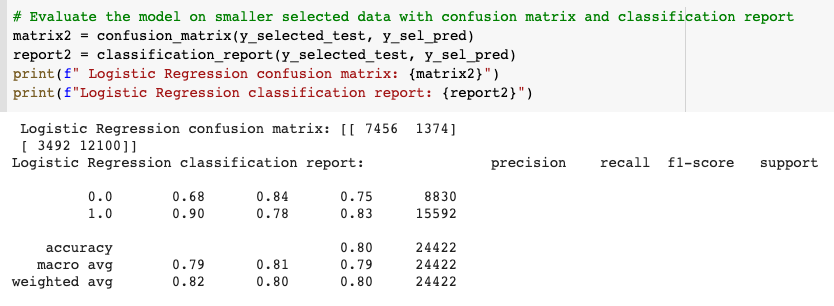 # Evaluate the model on smaller selected data with confusion matrix and classification report
matrix2 = confusion_matrix(y_selected_test, y_sel_pred)
report2 = classification_report(y_selected_test, y_sel_pred)
print(f" Logistic Regression confusion matrix: {matrix2}")
print(f"Logistic Regression classification report: {report2}")
Logistic Regression confusion matrix: [[ 7456  1374]
[ 3492 12100]]
Logistic Regression classification report:               precision    recall  f1-score   support
0.0       0.68      0.84      0.75      8830
1.0       0.90      0.78      0.83     15592
accuracy                           0.80     24422
macro avg       0.79      0.81      0.79     24422
weighted avg       0.82      0.80      0.80     24422